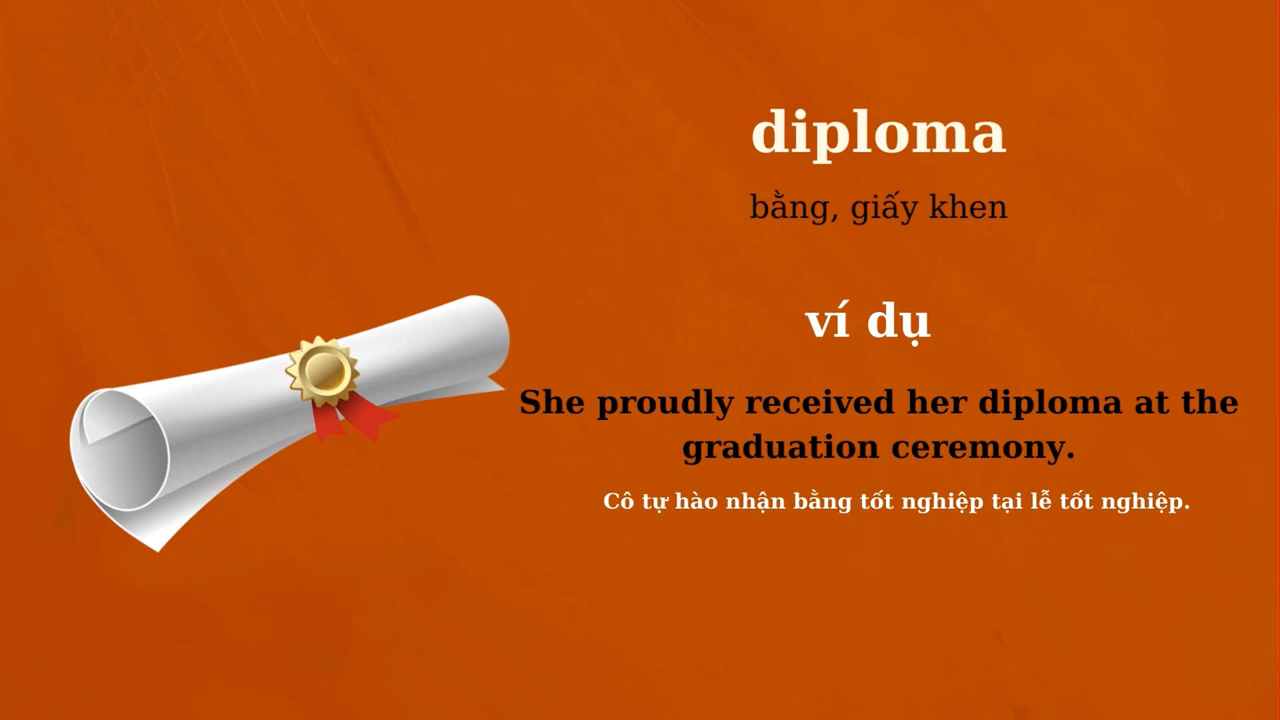 diploma
bằng, giấy khen
ví dụ
She proudly received her diploma at the
graduation ceremony.
Cô tự hào nhận bằng tốt nghiệp tại lễ tốt nghiệp.